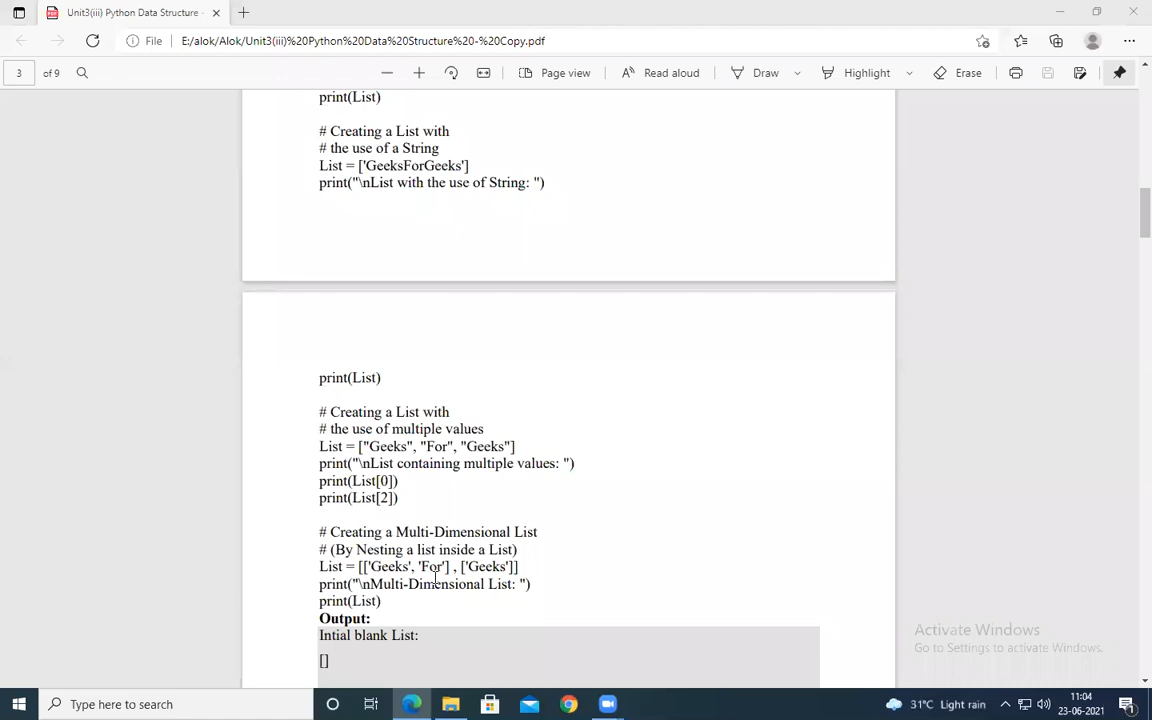 Unit3(iii) Python Data Structure -
File
E:/alok/Alok/Unit3(iii)%20Python%20Data%20Structure%20-%20Copy.pdf
3 of 9
Page view
Read aloud
Draw
Highlight
Erase
print(List)
# Creating a List with
# the use of a String
List = ['GeeksForGeeks']
print("\nList with the use of String: ")
print(List)
# Creating a List with
# the use of multiple values
List = ["Geeks", "For", "Geeks"]
print("\nList containing multiple values: ")
print(List[0])
print(List[2])
# Creating a Multi-Dimensional List
# (By Nesting a list inside a List)
List = [['Geeks', 'For'] , ['Geeks']]
print("\nMulti-Dimensional List: ")
print(List)
Output:
Intial blank List:
[]
Activate Windows
Go to Settings to activate Windows.
Type here to search
31°C Light rain
11:04
23-06-2021
1